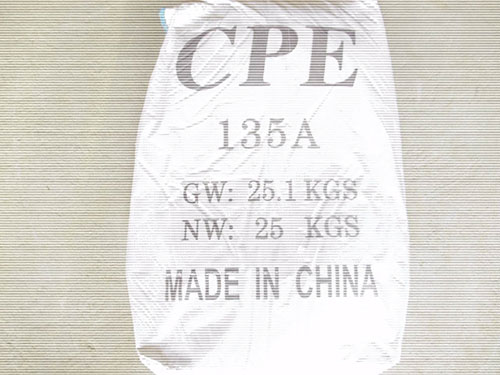 CPE
135A
GW: 25.1 KGS
NW: 25 KGS
MADE IN CHINA